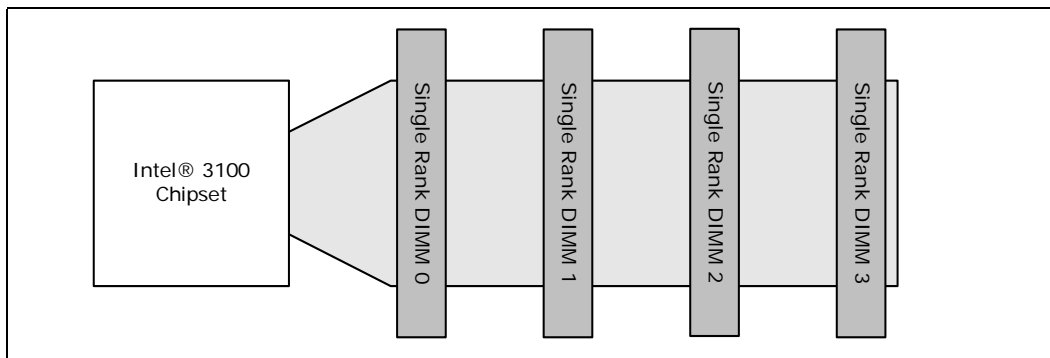 Intel® 3100
Chipset
Single Rank DIMM 0
Single Rank DIMM 1
Single Rank DIMM 2
Single Rank DIMM 3